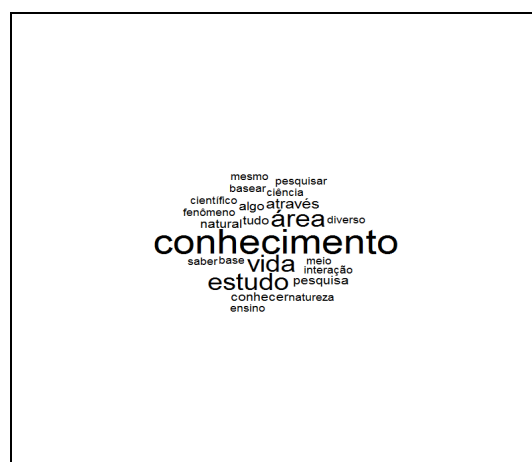 mesmo
pesquisar
basear
ciência
científico
algo
através
fenômeno
natural
tudo
área
diverso
conhecimento
saber
base
vida
meio
interação
estudo
pesquisa
conhecer
natureza
ensino